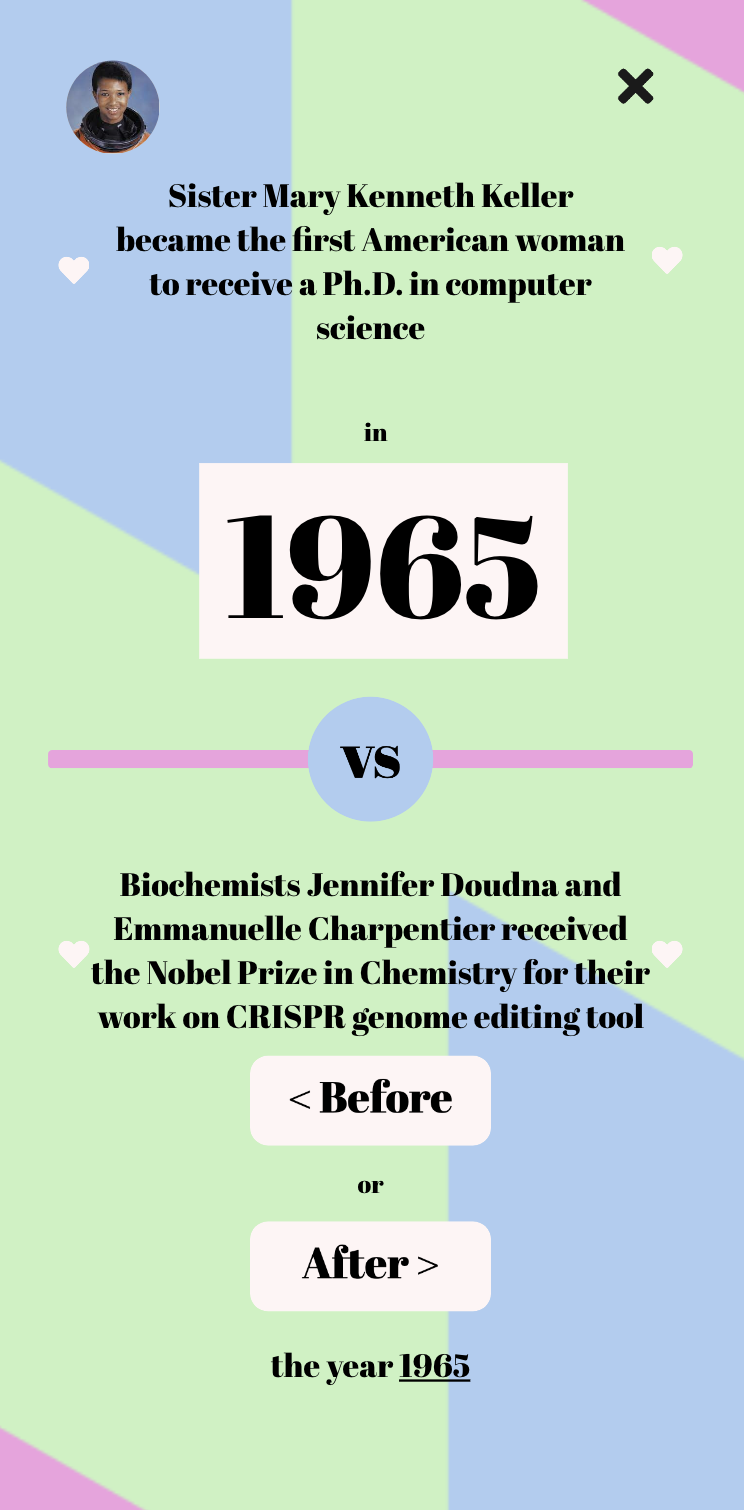 Sister Mary Kenneth Keller
became the first American woman
to receive a Ph.D. in computer
science
in
1965
vs
Biochemists Jennifer Doudna and
Emmanuelle Charpentier received
the Nobel Prize in Chemistry for their
work on CRISPR genome editing tool
< Before
or
After >
the year 1965